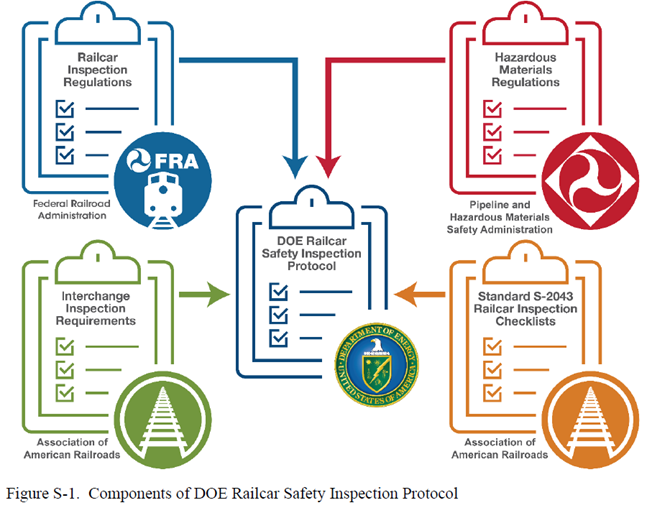 Railcar
Inspection
Regulations
FRA
Federal Railroad
Administration
Hazardous
Materials
Regulations
Pipeline and
Hazardous Materials
Safety Administration
DOE Railcar
Safety Inspection
Protocol
DEPARTMENT OF ENERGY
UNITED STATES OF AMERICA
Interchange
Inspection
Requirements
Association of
American Railroads
Standard S-2043
Railcar Inspection
Checklists
Association of
American Railroads
Figure S-1. Components of DOE Railcar Safety Inspection Protocol